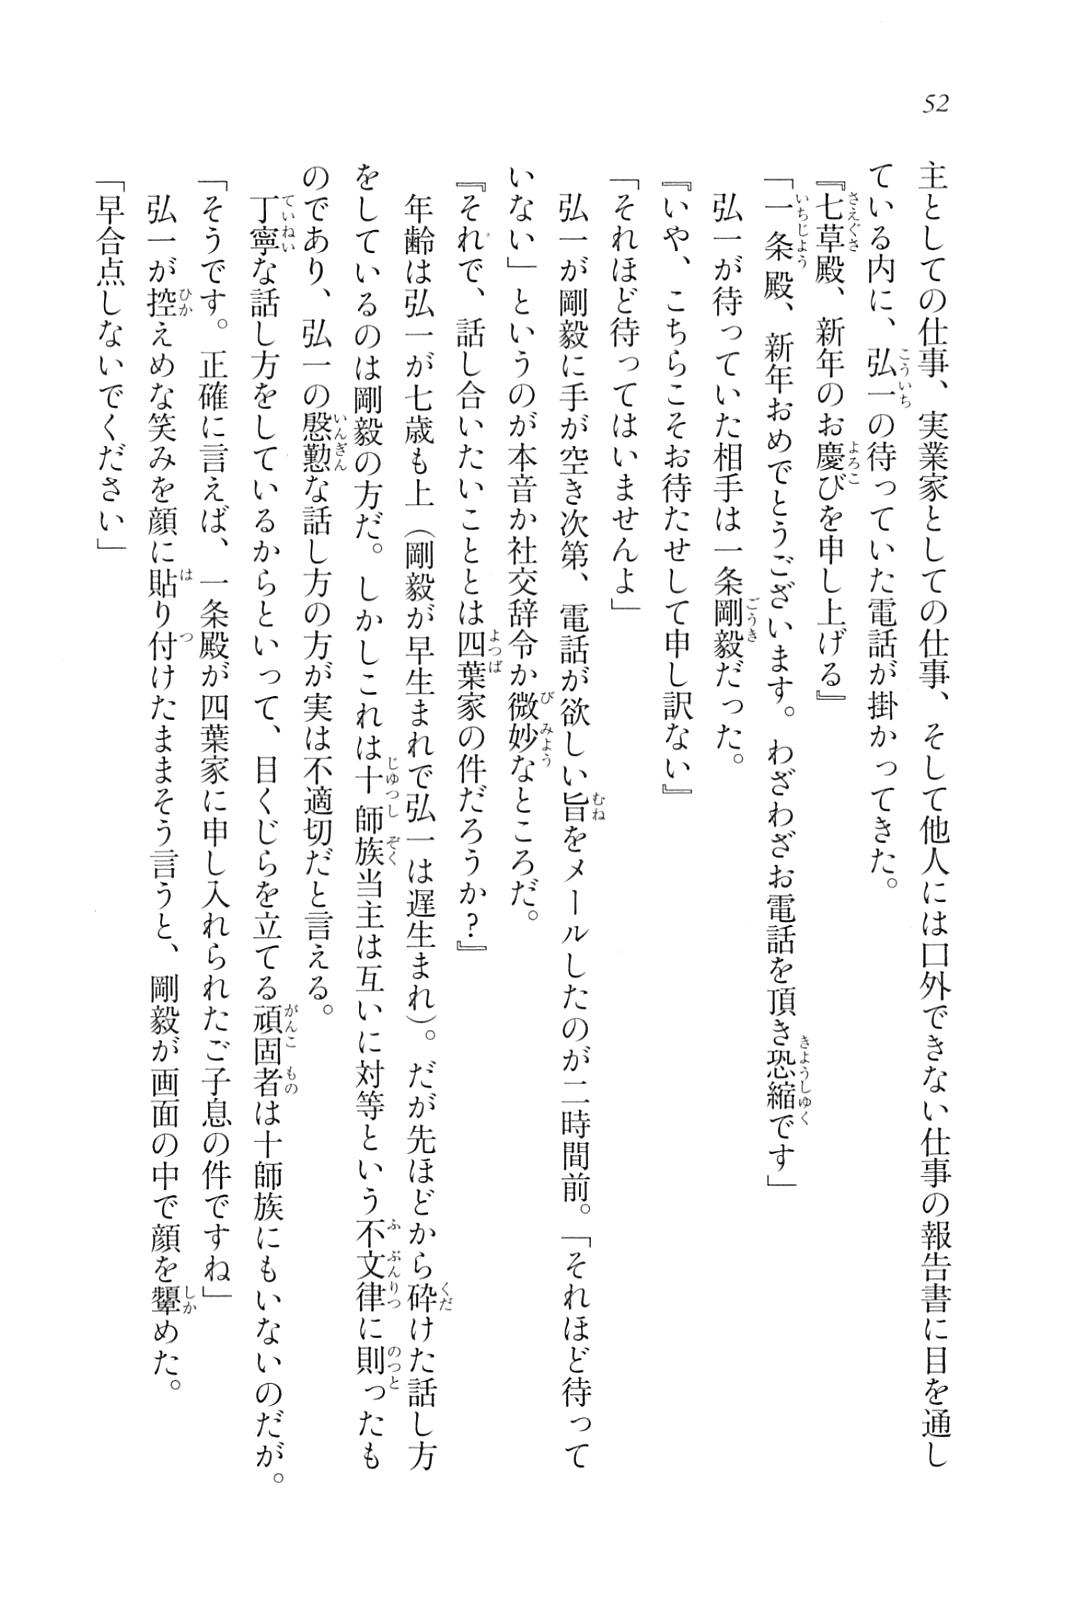 52
主としての仕事、実業家としての仕事、そして他人には口外できない仕事の報告書に目を通し
ている内に、弘一の待っていた電話が掛かってきた。
『七草殿、新年のお慶びを申し上げる』
「一条殿、新年おめでとうございます。わざわざお電話を頂き恐縮です」
　弘一が待っていた相手は一条剛毅だった。
『いや、こちらこそお待たせして申し訳ない』
「それほど待ってはいませんよ」
　弘一が剛毅に手が空き次第、電話が欲しい旨をメールしたのが二時間前。「それほど待って
いない」というのが本音か社交辞令か微妙なところだ。
『それで、話し合いたいこととは四葉家の件だろうか？』
　年齢は弘一が七歳も上（剛毅が早生まれで弘一は遅生まれ）。だが先ほどから砕けた話し方
をしているのは剛毅の方だ。しかしこれは十師族当主は互いに対等という不文律に則ったも
のであり、弘一の慇懃な話し方の方が実は不適切だと言える。
　丁寧な話し方をしているからといって、目くじらを立てる頑固者は十師族にもいないのだが。
「そうです。正確に言えば、一条殿が四葉家に申し入れられたご子息の件ですね」
　弘一が控えめな笑みを顔に貼り付けたままそう言うと、剛毅が画面の中で顔を顰めた。
「早合点しないでください」